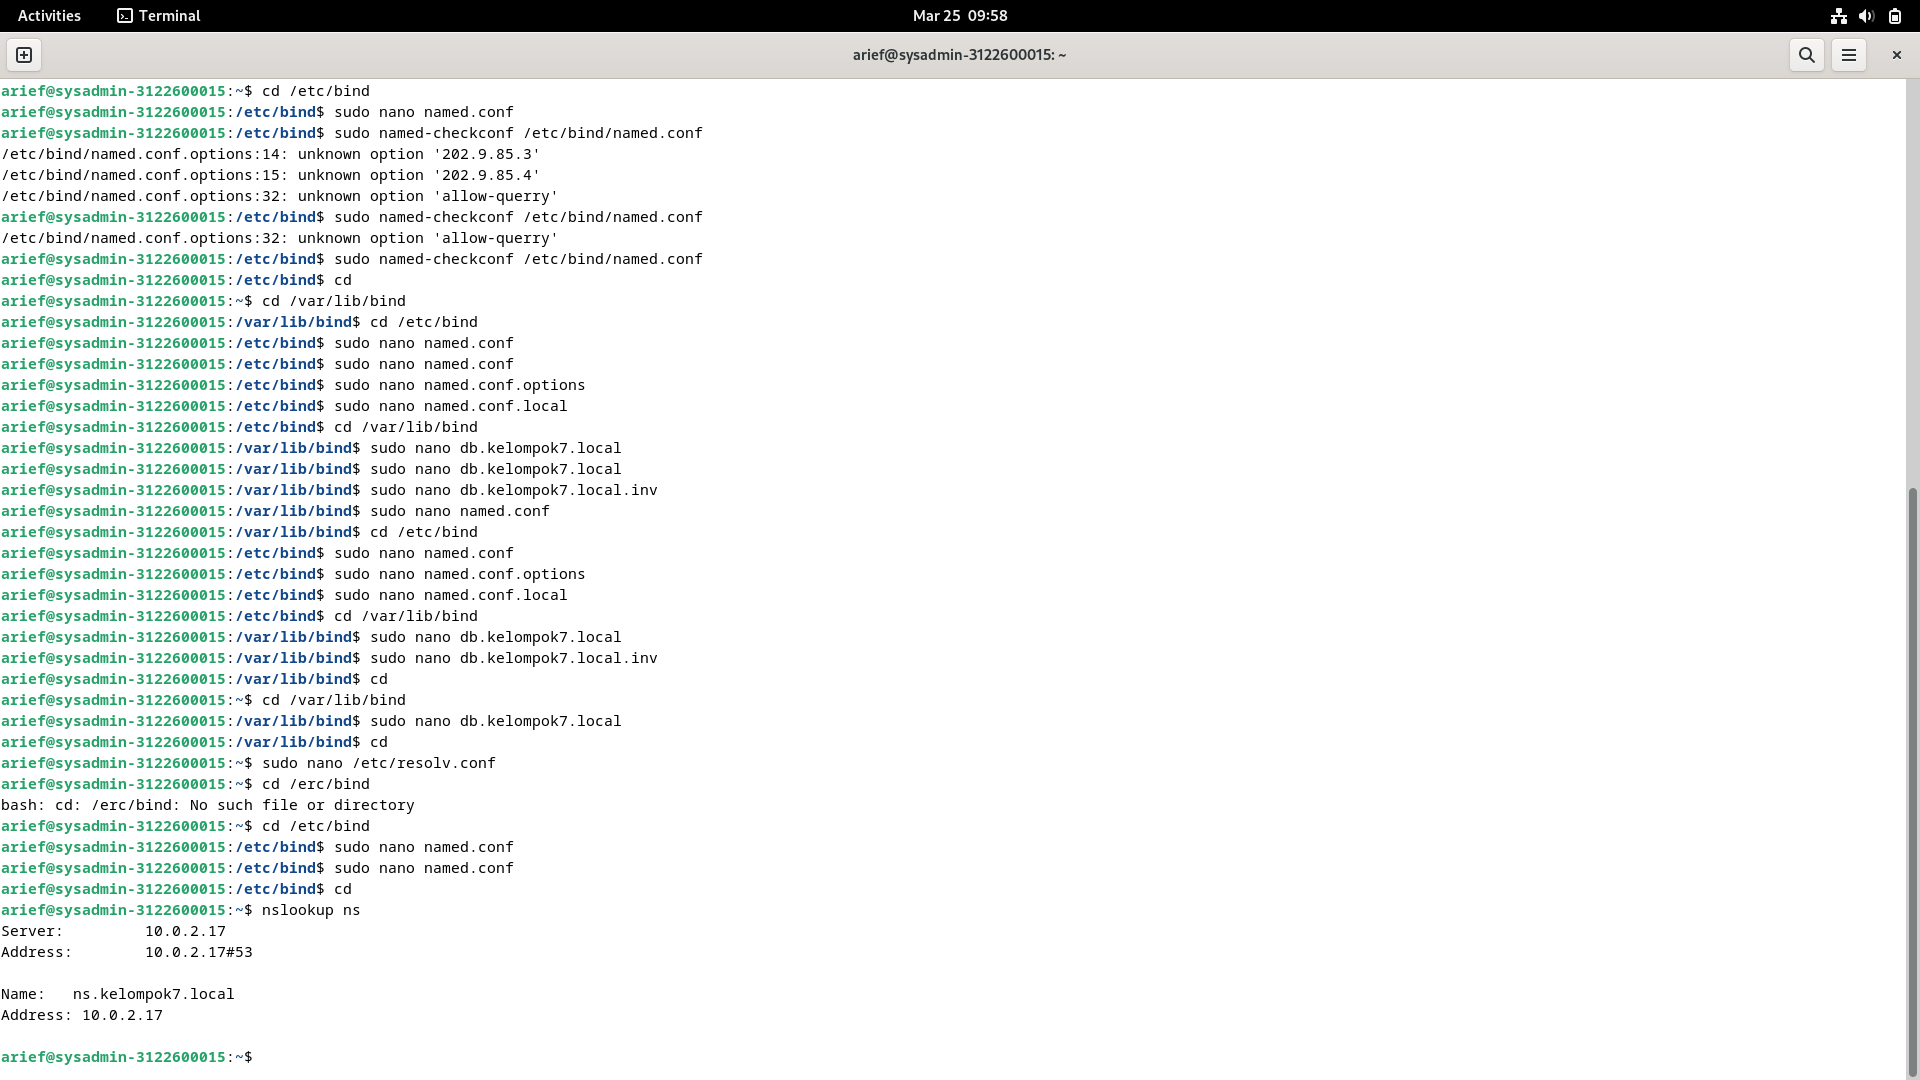 Activities
Terminal
Mar 25 09:58
arief@sysadmin-3122600015: ~
arief@sysadmin-3122600015:~$ cd /etc/bind
arief@sysadmin-3122600015:/etc/bind$ sudo nano named.conf
arief@sysadmin-3122600015:/etc/bind$ sudo named-checkconf /etc/bind/named.conf
/etc/bind/named.conf.options:14: unknown option '202.9.85.3'
/etc/bind/named.conf.options:15: unknown option '202.9.85.4'
/etc/bind/named.conf.options:32: unknown option 'allow-querry'
arief@sysadmin-3122600015:/etc/bind$ sudo named-checkconf /etc/bind/named.conf
/etc/bind/named.conf.options:32: unknown option 'allow-querry'
arief@sysadmin-3122600015:/etc/bind$ sudo named-checkconf /etc/bind/named.conf
arief@sysadmin-3122600015:/etc/bind$ cd
arief@sysadmin-3122600015:~$ cd /var/lib/bind
arief@sysadmin-3122600015:/var/lib/bind$ cd /etc/bind
arief@sysadmin-3122600015:/etc/bind$ sudo nano named.conf
arief@sysadmin-3122600015:/etc/bind$ sudo nano named.conf
arief@sysadmin-3122600015:/etc/bind$ sudo nano named.conf.options
arief@sysadmin-3122600015:/etc/bind$ sudo nano named.conf.local
arief@sysadmin-3122600015:/etc/bind$ cd /var/lib/bind
arief@sysadmin-3122600015:/var/lib/bind$ sudo nano db.kelompok7.local
arief@sysadmin-3122600015:/var/lib/bind$ sudo nano db.kelompok7.local
arief@sysadmin-3122600015:/var/lib/bind$ sudo nano db.kelompok7.local.inv
arief@sysadmin-3122600015:/var/lib/bind$ sudo nano named.conf
arief@sysadmin-3122600015:/var/lib/bind$ cd /etc/bind
arief@sysadmin-3122600015:/etc/bind$ sudo nano named.conf
arief@sysadmin-3122600015:/etc/bind$ sudo nano named.conf.options
arief@sysadmin-3122600015:/etc/bind$ sudo nano named.conf.local
arief@sysadmin-3122600015:/etc/bind$ cd /var/lib/bind
arief@sysadmin-3122600015:/var/lib/bind$ sudo nano db.kelompok7.local
arief@sysadmin-3122600015:/var/lib/bind$ sudo nano db.kelompok7.local.inv
arief@sysadmin-3122600015:/var/lib/bind$ cd
arief@sysadmin-3122600015:~$ cd /var/lib/bind
arief@sysadmin-3122600015:/var/lib/bind$ sudo nano db.kelompok7.local
arief@sysadmin-3122600015:/var/lib/bind$ cd
arief@sysadmin-3122600015:~$ sudo nano /etc/resolv.conf
arief@sysadmin-3122600015:~$ cd /erc/bind
bash: cd: /erc/bind: No such file or directory
arief@sysadmin-3122600015:~$ cd /etc/bind
arief@sysadmin-3122600015:/etc/bind$ sudo nano named.conf
arief@sysadmin-3122600015:/etc/bind$ sudo nano named.conf
arief@sysadmin-3122600015:/etc/bind$ cd
arief@sysadmin-3122600015:~$ nslookup ns
Server:         10.0.2.17
Address:        10.0.2.17#53
Name:   ns.kelompok7.local
Address: 10.0.2.17
arief@sysadmin-3122600015:~$